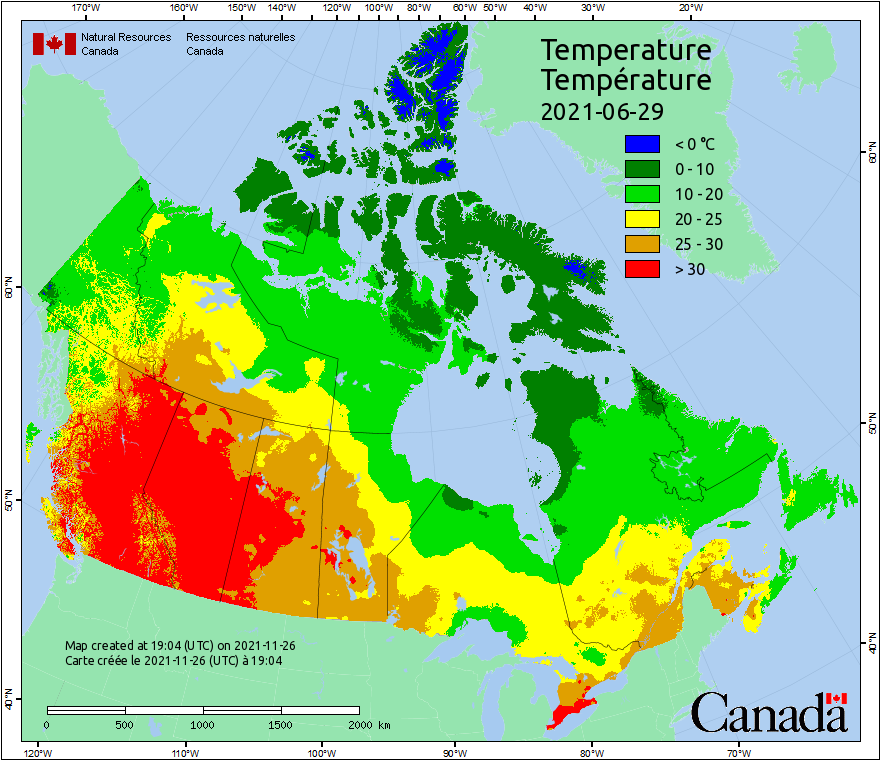 170°W 160°W 150°W 140°W 120°W 100°W 80°W 60°W 50°W 40°W 30°W 20°W
Natural Resources Ressources naturelles
Canada Canada
Temperature
Température
2021-06-29
< 0 °C
0 - 10
10 - 20
20 - 25
25 - 30
> 30
60°N
50°N
40°N
60°N
50°N
40°N
Map created at 19:04 (UTC) on 2021-11-26
Carte créée le 2021-11-26 (UTC) à 19:04
0 500 1000 1500 2000 km
Canada
120°W 110°W 100°W 90°W 80°W 70°W